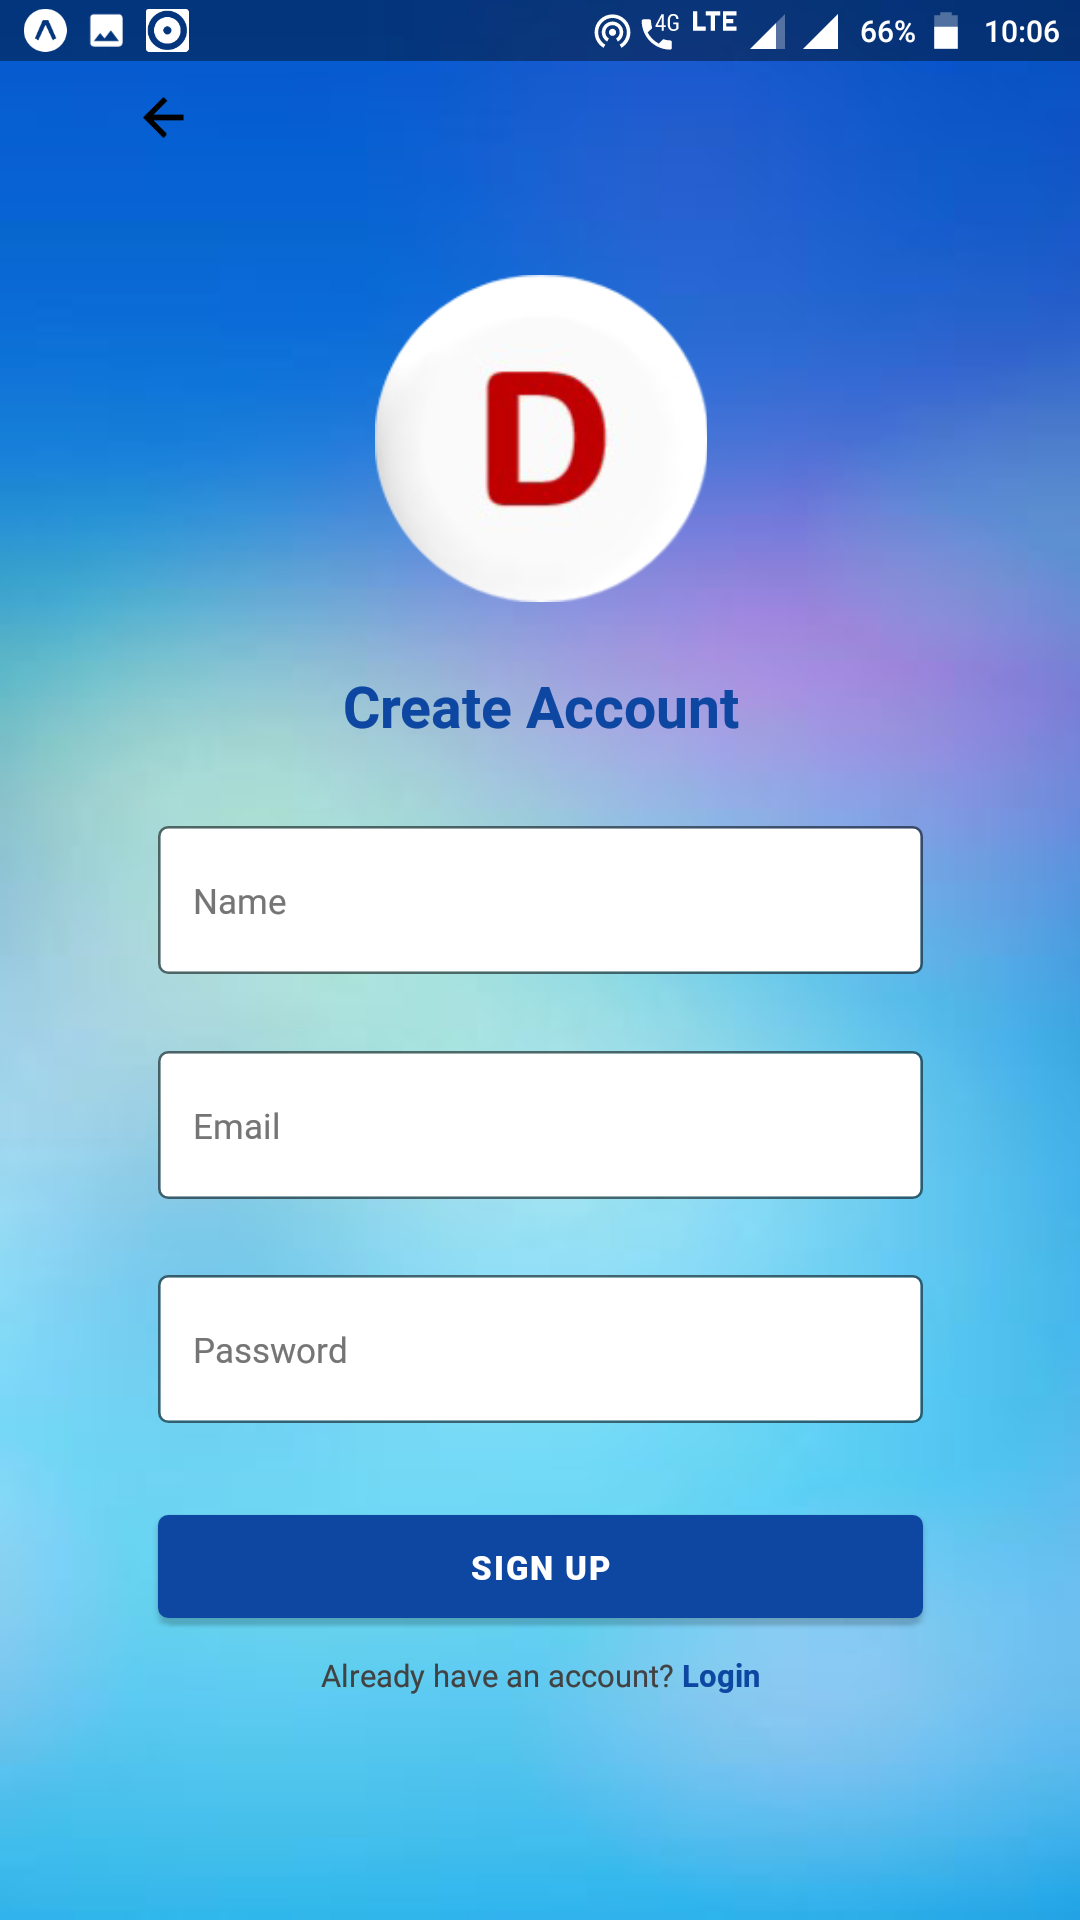 4G LTE 66% 10:06
D
Create Account
Name
Email
Password
SIGN UP
Already have an account? Login